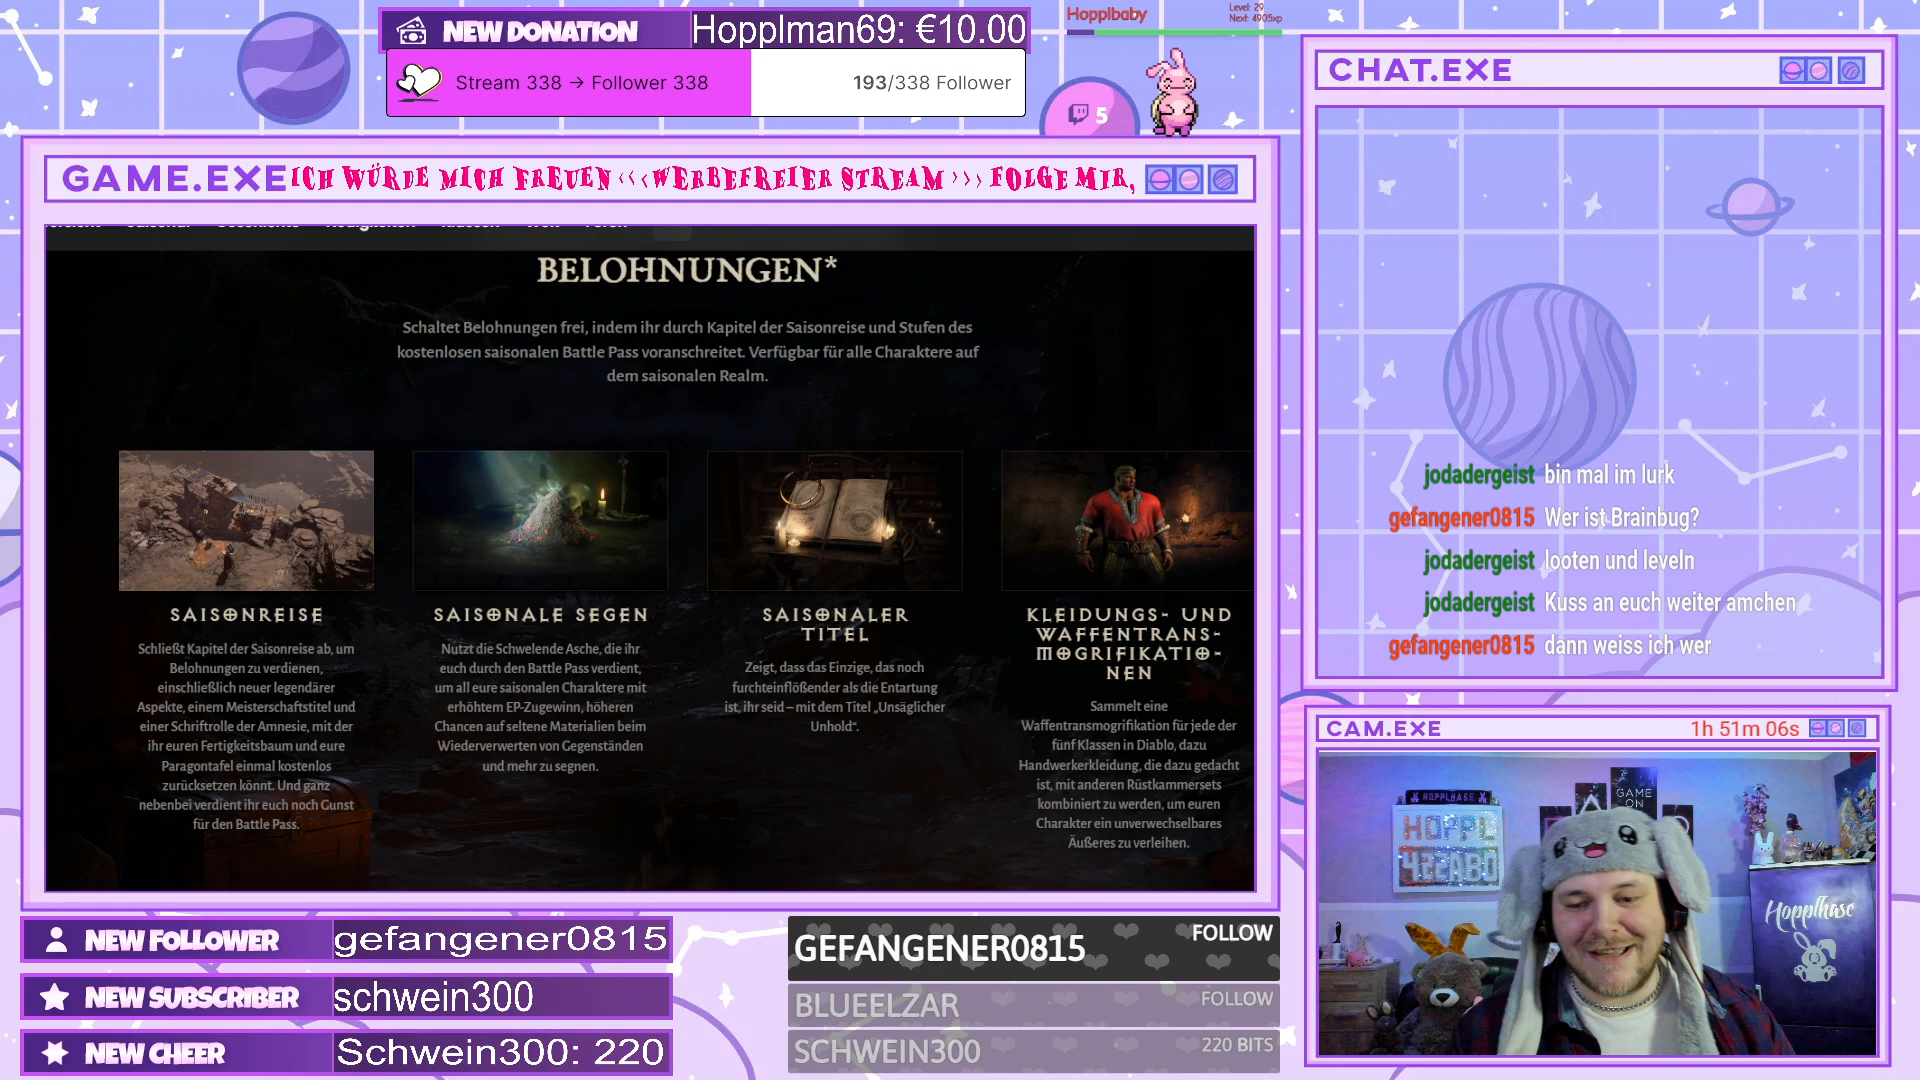 NEW DONATION
Hopplman69: €10.00
Stream 338 → Follower 338
193/338 Follower
Hopplbaby
Level: 29
Next: 4905xp
5
CHAT.EXE
GAME.EXE
ICH WÜRDE MICH FREUEN <<<WERBEFREIER STREAM >>> FOLGE MIR,
BELOHNUNGEN*
Schaltet Belohnungen frei, indem ihr durch Kapitel der Saisonreise und Stufen des
kostenlosen saisonalen Battle Pass voranschreitet. Verfügbar für alle Charaktere auf
dem saisonalen Realm.
SAISONREISE
Schließt Kapitel der Saisonreise ab, um
Belohnungen zu verdienen,
einschließlich neuer legendärer
Aspekte, einem Meisterschaftstitel und
einer Schriftrolle der Amnesie, mit der
ihr euren Fertigkeitsbaum und eure
Paragontafel einmal kostenlos
zurücksetzen könnt. Und ganz
nebenbei verdient ihr euch noch Gunst
für den Battle Pass.
SAISONALE SEGEN
Nutzt die Schwelende Asche, die ihr
euch durch den Battle Pass verdient,
um all eure saisonalen Charaktere mit
erhöhtem EP-Zugewinn, höheren
Chancen auf seltene Materialien beim
Wiederverwerten von Gegenständen
und mehr zu segnen.
SAISONALER
TITEL
Zeigt, dass das Einzige, das noch
furchteinflößender als die Entartung
ist, ihr seid – mit dem Titel „Unsäglicher
Unhold“.
KLEIDUNGS- UND
WAFFENTRANS-
MOGRIFIKATIO-
NEN
Sammelt eine
Waffentransmogrifikation für jede der
fünf Klassen in Diablo, dazu
Handwerkerkleidung, die dazu gedacht
ist, mit anderen Rüstkammersets
kombiniert zu werden, um euren
Charakter ein unverwechselbares
Äußeres zu verleihen.
jodadergeist bin mal im lurk
gefangener0815 Wer ist Brainbug?
jodadergeist looten und leveln
jodadergeist Kuss an euch weiter amchen
gefangener0815 dann weiss ich wer
CAM.EXE
1h 51m 06s
HOPPLHASE
GAME
ON
HOPPL
Hopplhase
NEW FOLLOWER
gefangener0815
NEW SUBSCRIBER
schwein300
NEW CHEER
Schwein300: 220
GEFANGENER0815
FOLLOW
BLUEELZAR
FOLLOW
SCHWEIN300
220 BITS